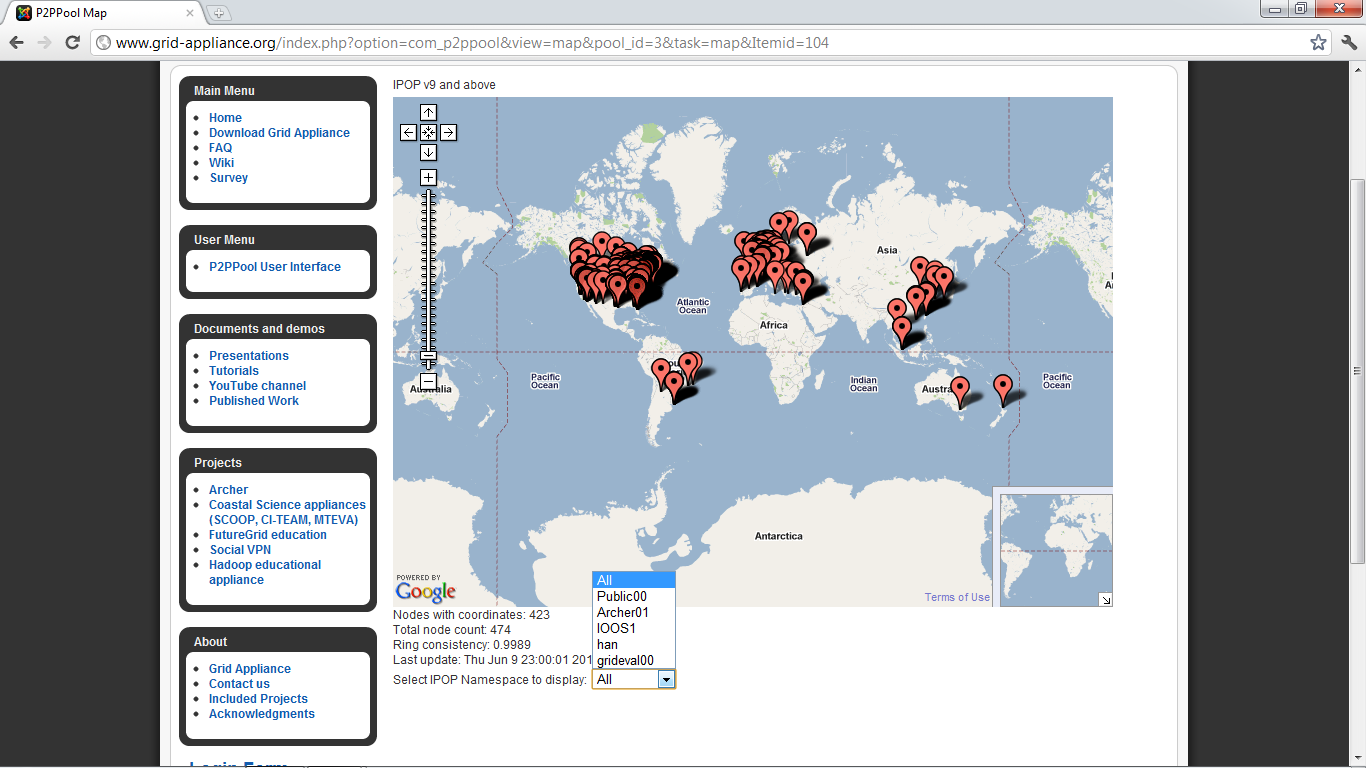 P2PPool Map
www.grid-appliance.org/index.php?option=com_p2ppool&view=map&pool_id=3&task=map&Itemid=104
Main Menu
Home
Download Grid Appliance
FAQ
Wiki
Survey
User Menu
P2PPool User Interface
Documents and demos
Presentations
Tutorials
YouTube channel
Published Work
Projects
Archer
Coastal Science appliances
(SCOOP, CI-TEAM, MTEVA)
FutureGrid education
Social VPN
Hadoop educational
appliance
About
Grid Appliance
Contact us
Included Projects
Acknowledgments
IPOP v9 and above
Asia
Atlantic
Ocean
Africa
Pacific
Ocean
Indian
Ocean
Pacific
Ocean
Antarctica
POWERED BY
Google
Terms of Use
Nodes with coordinates: 423
Total node count: 474
Ring consistency: 0.9989
Last update: Thu Jun 9 23:00:01 201
All
Public00
Archer01
IOOS1
han
grideval00
Select IPOP Namespace to display: All